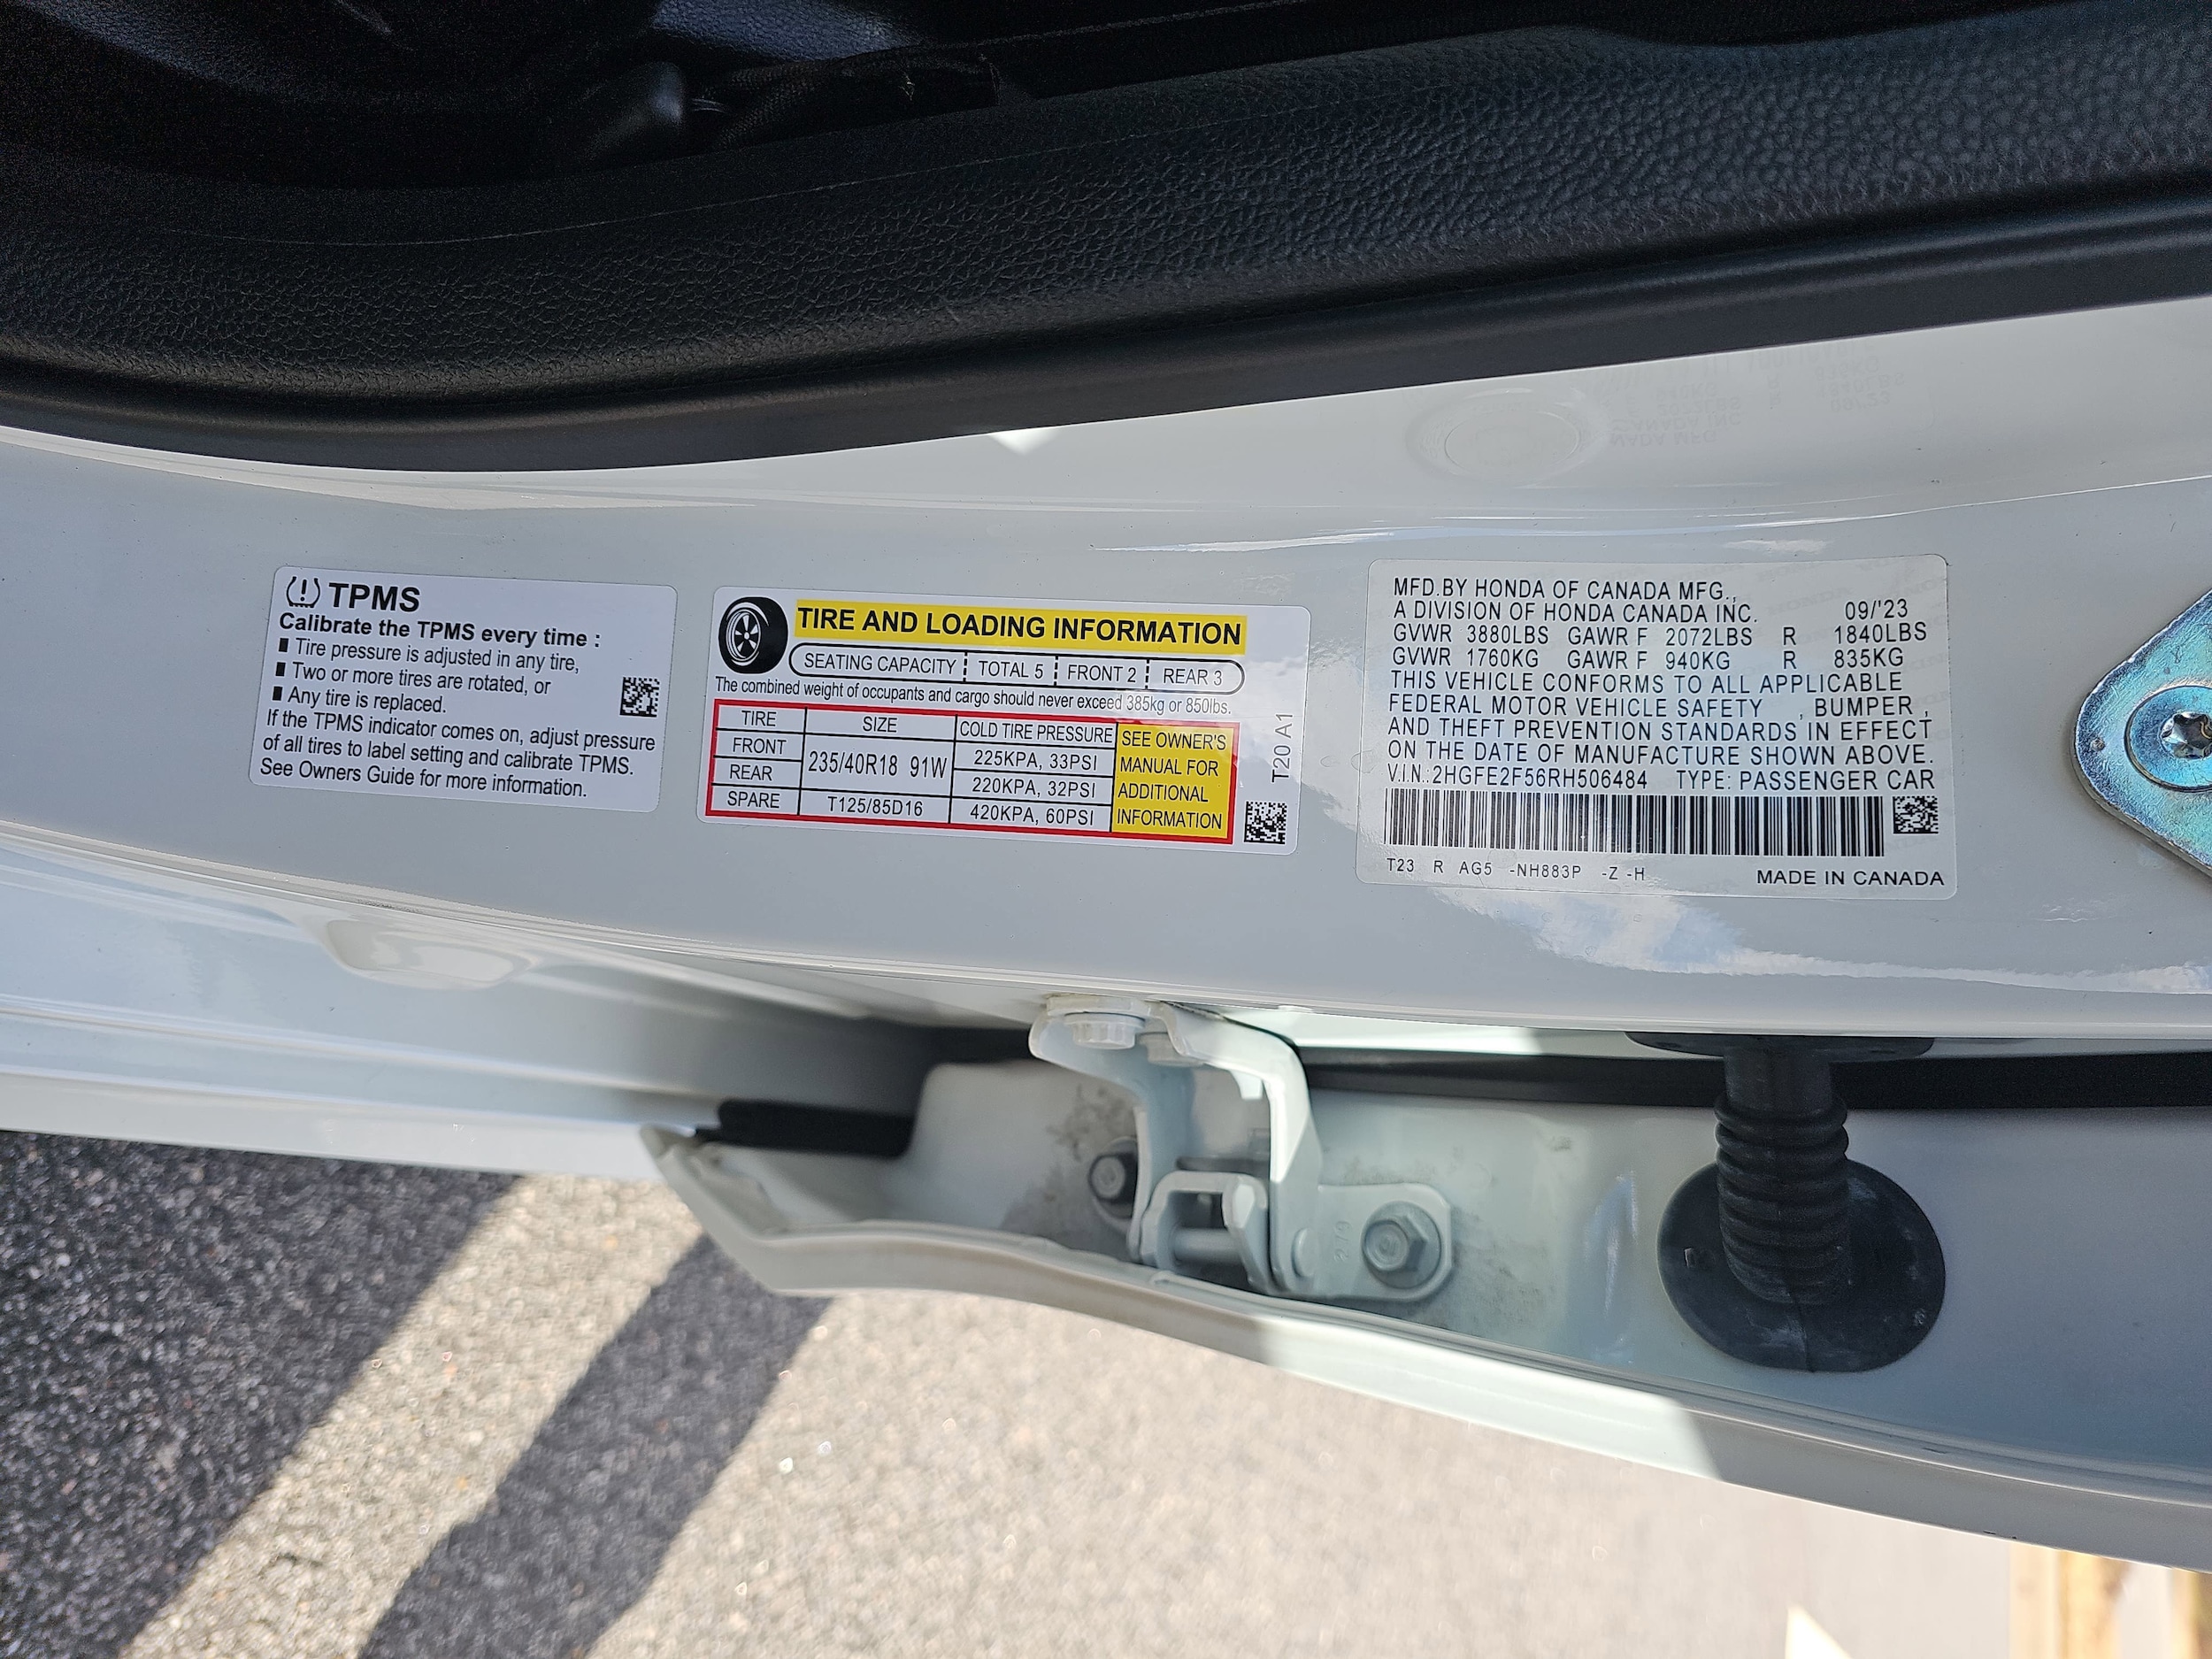 TPMS
Calibrate the TPMS every time :
Tire pressure is adjusted in any tire,
Two or more tires are rotated, or
Any tire is replaced.
If the TPMS indicator comes on, adjust pressure
of all tires to label setting and calibrate TPMS.
See Owners Guide for more information.
TIRE AND LOADING INFORMATION
SEATING CAPACITY TOTAL 5 FRONT 2 REAR 3
The combined weight of occupants and cargo should never exceed 385kg or 850lbs.
TIRE SIZE COLD TIRE PRESSURE
FRONT 235/40R18 91W 225KPA, 33PSI
REAR 220KPA, 32PSI
SPARE T125/85D16 420KPA, 60PSI
SEE OWNER'S
MANUAL FOR
ADDITIONAL
INFORMATION
T20 A1
MFD.BY HONDA OF CANADA MFG.,
A DIVISION OF HONDA CANADA INC. 09/'23
GVWR 3880LBS GAWR F 2072LBS R 1840LBS
GVWR 1760KG GAWR F 940KG R 835KG
THIS VEHICLE CONFORMS TO ALL APPLICABLE
FEDERAL MOTOR VEHICLE SAFETY , BUMPER ,
AND THEFT PREVENTION STANDARDS IN EFFECT
ON THE DATE OF MANUFACTURE SHOWN ABOVE.
V.I.N.:2HGFE2F56RH506484 TYPE: PASSENGER CAR
T23 R AG5 -NH883P -Z -H MADE IN CANADA